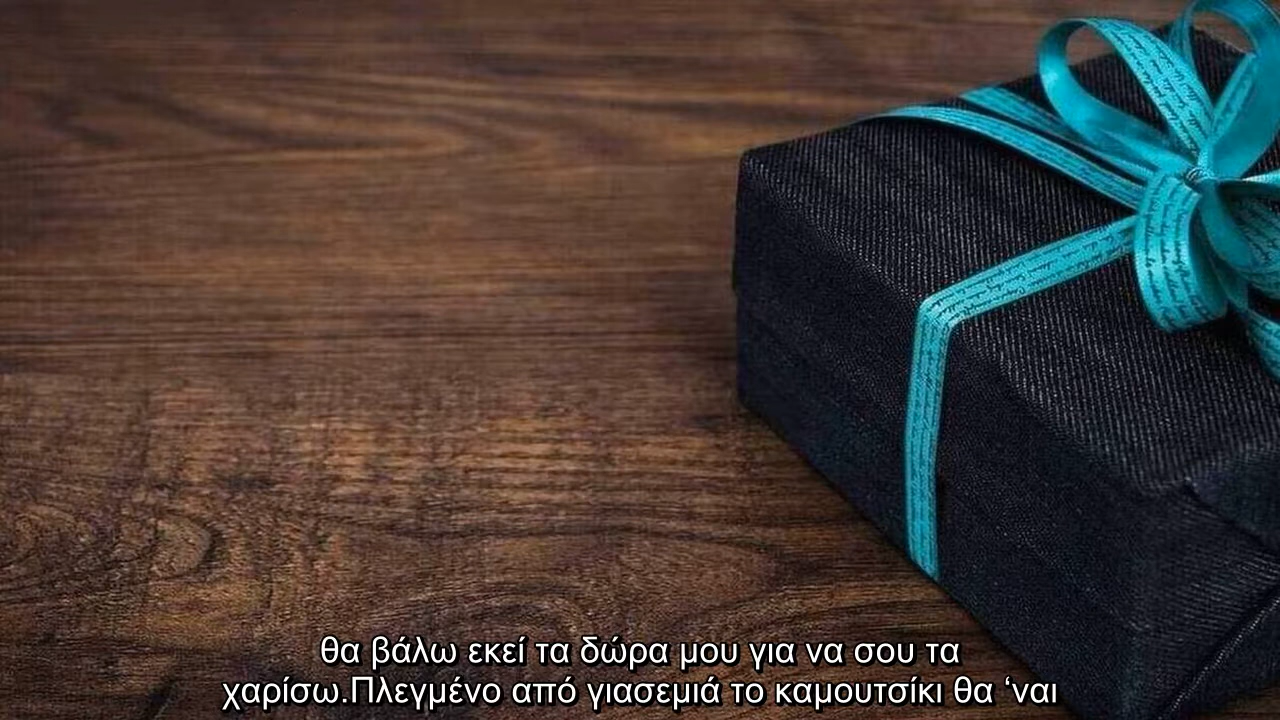 θα βάλω εκεί τα δώρα μου για να σου τα
χαρίσω.Πλεγμένο από γιασεμιά το καμουτσίκι θα ‘ναι